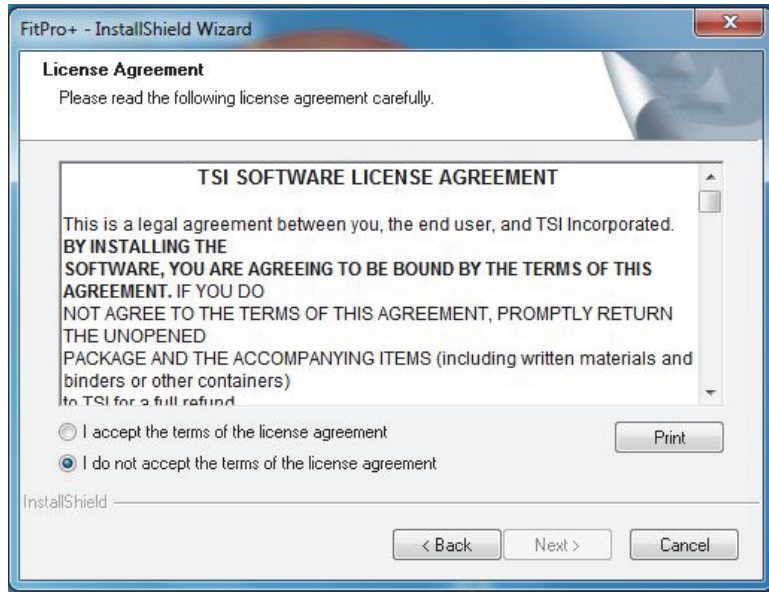 FitPro+ - InstallShield Wizard
License Agreement
Please read the following license agreement carefully.
TSI SOFTWARE LICENSE AGREEMENT
This is a legal agreement between you, the end user, and TSI Incorporated.
BY INSTALLING THE
SOFTWARE, YOU ARE AGREEING TO BE BOUND BY THE TERMS OF THIS
AGREEMENT. IF YOU DO
NOT AGREE TO THE TERMS OF THIS AGREEMENT, PROMPTLY RETURN
THE UNOPENED
PACKAGE AND THE ACCOMPANYING ITEMS (including written materials and
binders or other containers)
to TSI for a full refund
I accept the terms of the license agreement
Print
I do not accept the terms of the license agreement
InstallShield
< Back
Next >
Cancel